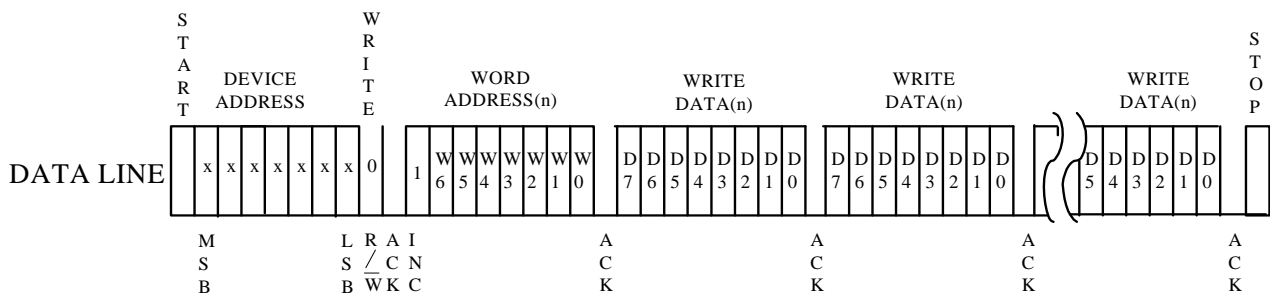 START
WRITE
STOP
DEVICE
ADDRESS
WORD
ADDRESS(n)
WRITE
DATA(n)
WRITE
DATA(n)
WRITE
DATA(n)
DATA LINE
x x x x x x x 0
1 W6 W5 W4 W3 W2 W1 W0
D7 D6 D5 D4 D3 D2 D1 D0
D7 D6 D5 D4 D3 D2 D1 D0
D5 D4 D3 D2 D1 D0
MSB
LSB
R/W
ACK
INC
ACK
ACK
ACK
ACK